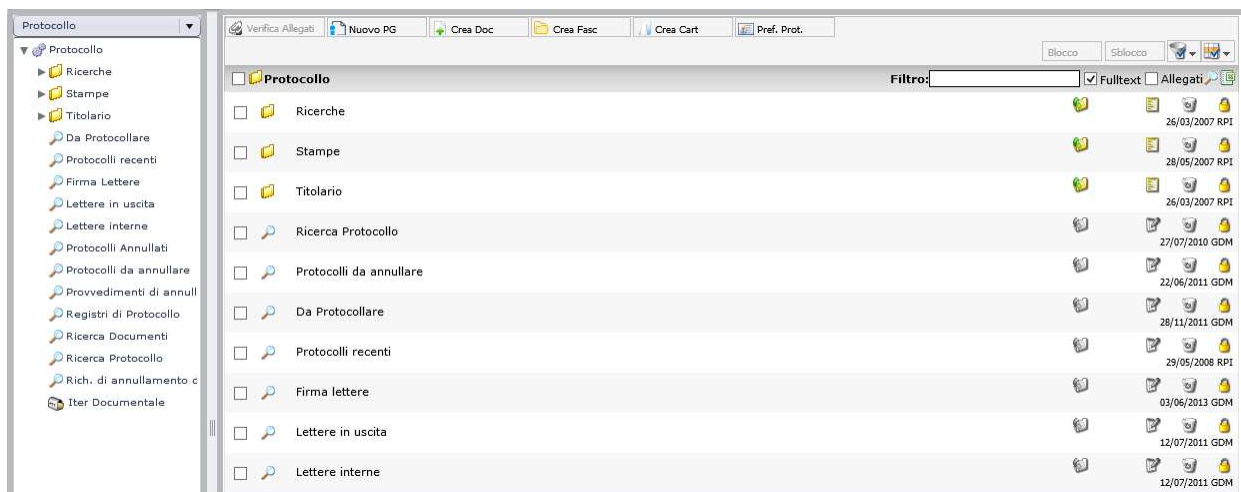 Protocollo
Protocollo
Ricerche
Stampe
Titolario
Da Protocollare
Protocolli recenti
Firma Lettere
Lettere in uscita
Lettere interne
Protocolli Annullati
Protocolli da annullare
Provvedimenti di annull
Registri di Protocollo
Ricerca Documenti
Ricerca Protocollo
Rich. di annullamento c
Iter Documentale
Verifica Allegati Nuovo PG Crea Doc Crea Fasc Crea Cart Pref. Prot.
Blocco Sblocco
Protocollo Filtro: Fulltext Allegati
Ricerche
26/03/2007 RPI
Stampe
28/05/2007 RPI
Titolario
26/03/2007 RPI
Ricerca Protocollo
27/07/2010 GDM
Protocolli da annullare
22/06/2011 GDM
Da Protocollare
28/11/2011 GDM
Protocolli recenti
29/05/2008 RPI
Firma lettere
03/06/2013 GDM
Lettere in uscita
12/07/2011 GDM
Lettere interne
12/07/2011 GDM